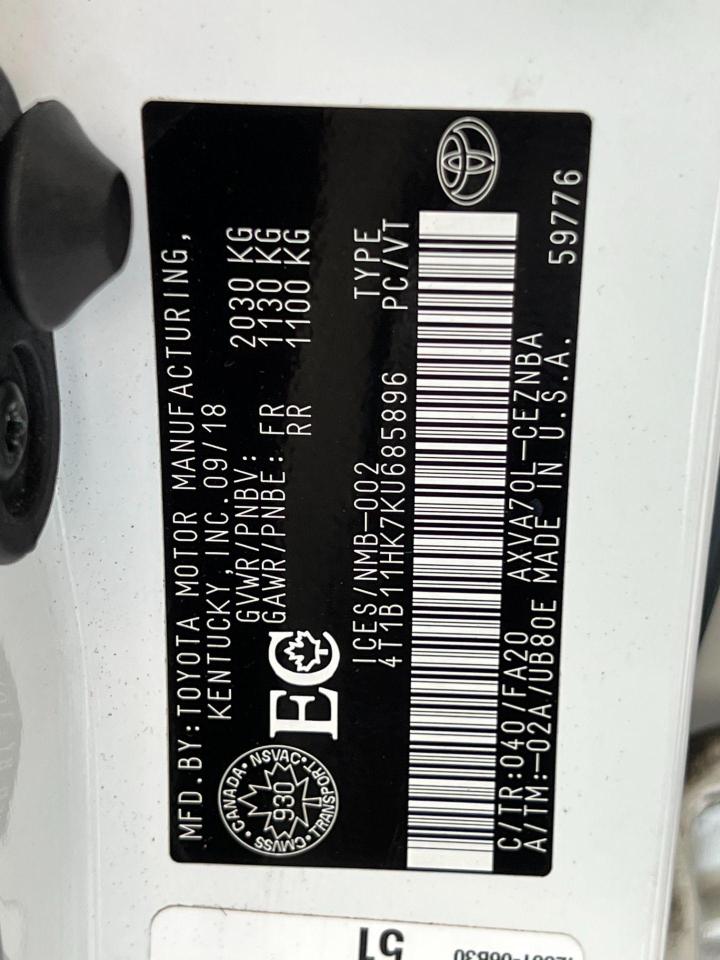 MFD.BY:TOYOTA MOTOR MANUFACTURING,
KENTUCKY, INC.09/18
GVWR/PNBV: 2030 KG
GAWR/PNBE: FR 1130 KG
RR 1100 KG
CANADA • NSVAC • TRANSPORT • CMVSS
930
EC
ICES/NMB-002 TYPE
4T1B11HK7KU685896 PC/VT
C/TR:040/FA20 AXVA70L-CEZNBA
A/TM:-02A/UB80E MADE IN U.S.A. 59776
51